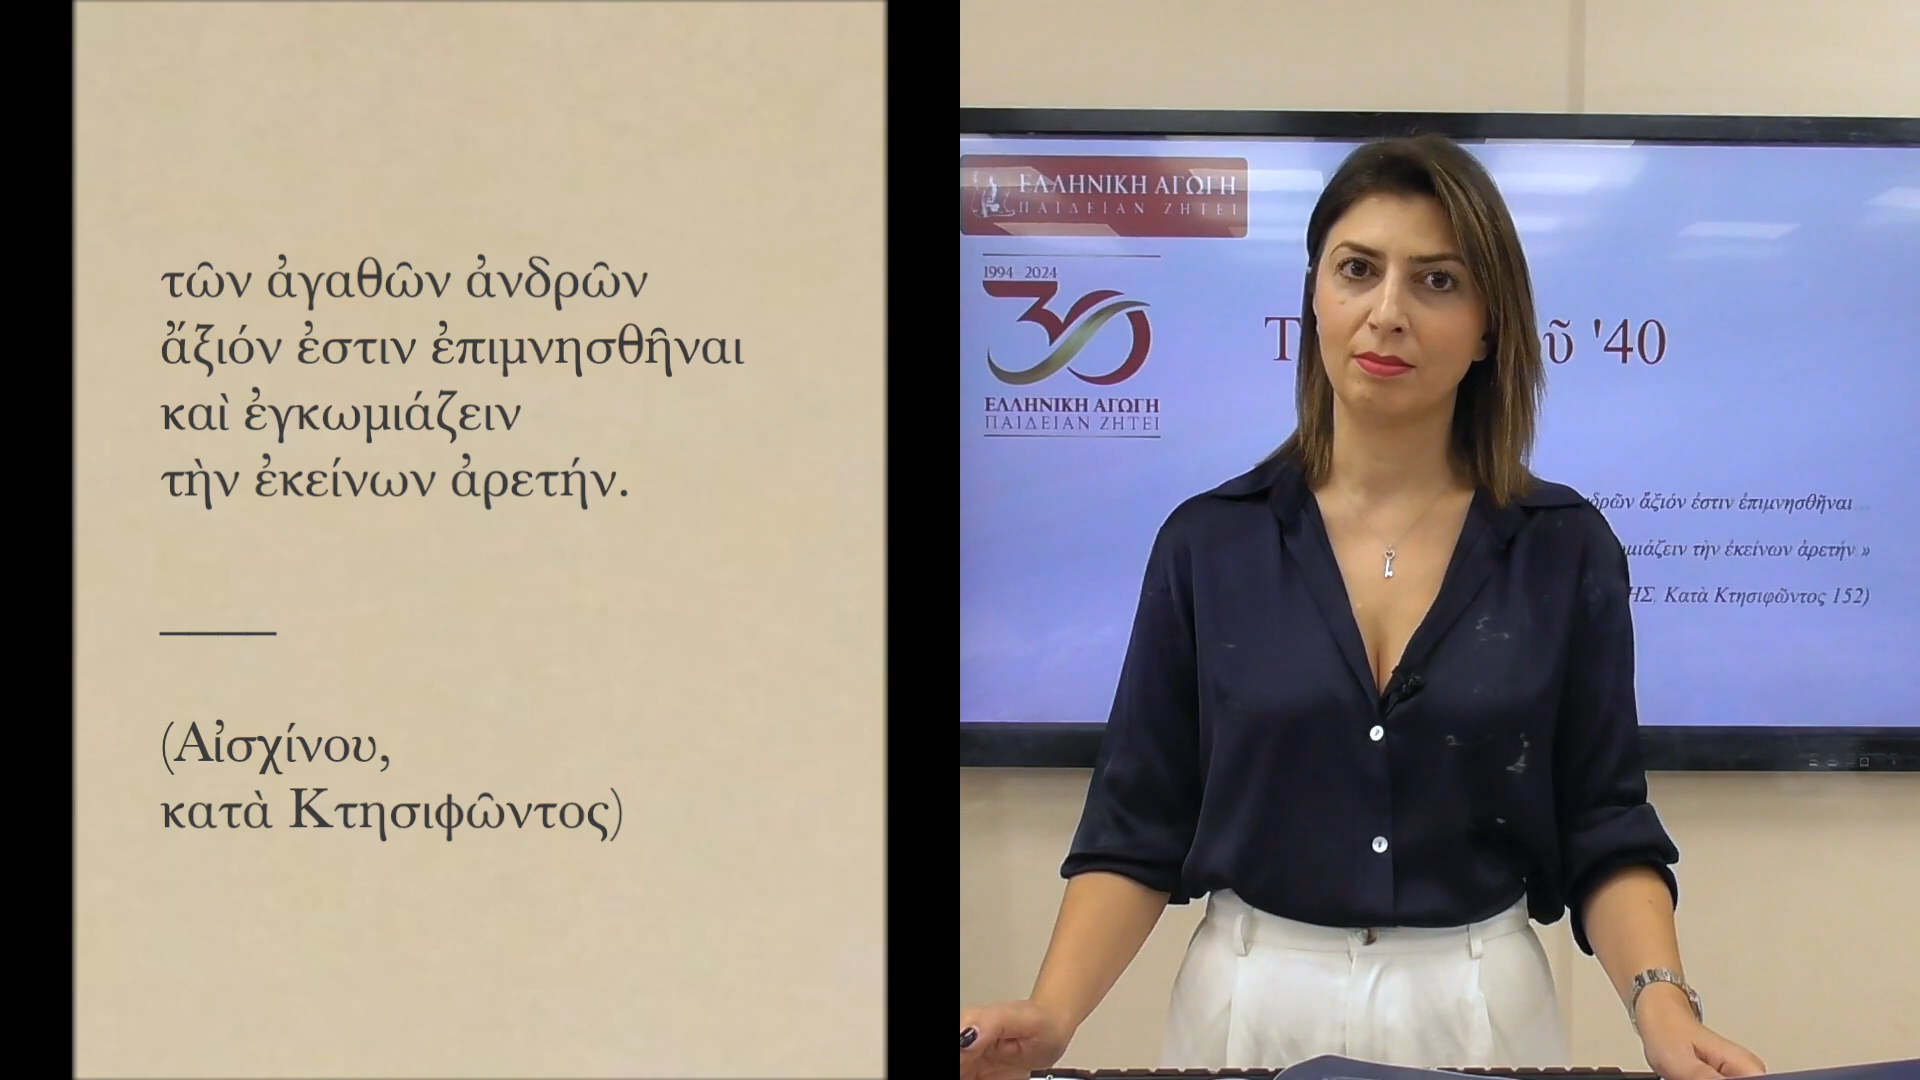 τῶν ἀγαθῶν ἀνδρῶν
ἄξιόν ἐστιν ἐπιμνησθῆναι
καὶ ἐγκωμιάζειν
τὴν ἐκείνων ἀρετήν.
(Αἰσχίνου,
κατὰ Κτησιφῶντος)
ΕΛΛΗΝΙΚΗ ΑΓΩΓΗ
ΠΑΙΔΕΙΑΝ ΖΗΤΕΙ
1994 2024
30
ΕΛΛΗΝΙΚΗ ΑΓΩΓΗ
ΠΑΙΔΕΙΑΝ ΖΗΤΕΙ
'40
ἄξιόν ἐστιν ἐπιμνησθῆναι...
τὴν ἐκείνων ἀρετήν »
Κατὰ Κτησιφῶντος 152)